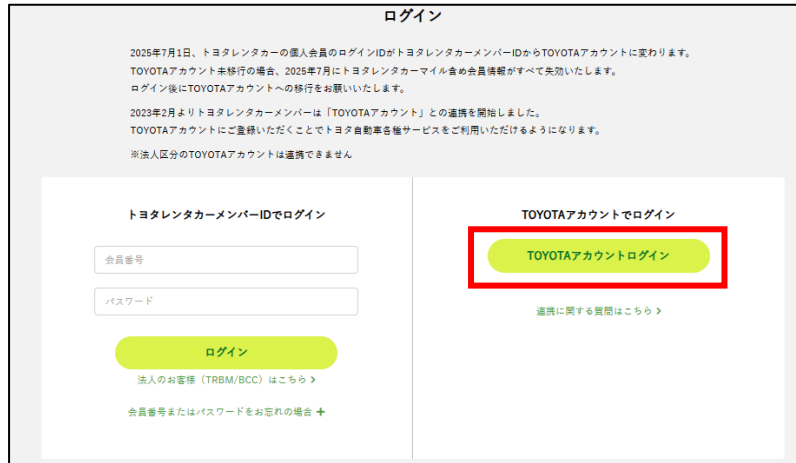 ログイン
2025年7月1日、トヨタレンタカーの個人会員のログインIDがトヨタレンタカーメンバーIDからTOYOTAアカウントに変わります。
TOYOTAアカウント未移行の場合、2025年7月にトヨタレンタカーマイル含め会員情報がすべて失効いたします。
ログイン後にTOYOTAアカウントへの移行をお願いいたします。
2023年2月よりトヨタレンタカーメンバーは「TOYOTAアカウント」との連携を開始しました。
TOYOTAアカウントにご登録いただくことでトヨタ自動車各種サービスをご利用いただけるようになります。
※法人区分のTOYOTAアカウントは連携できません
トヨタレンタカーメンバーIDでログイン
会員番号
パスワード
ログイン
法人のお客様（TRBM/BCC）はこちら >
会員番号またはパスワードをお忘れの場合 +
TOYOTAアカウントでログイン
TOYOTAアカウントログイン
連携に関する質問はこちら >